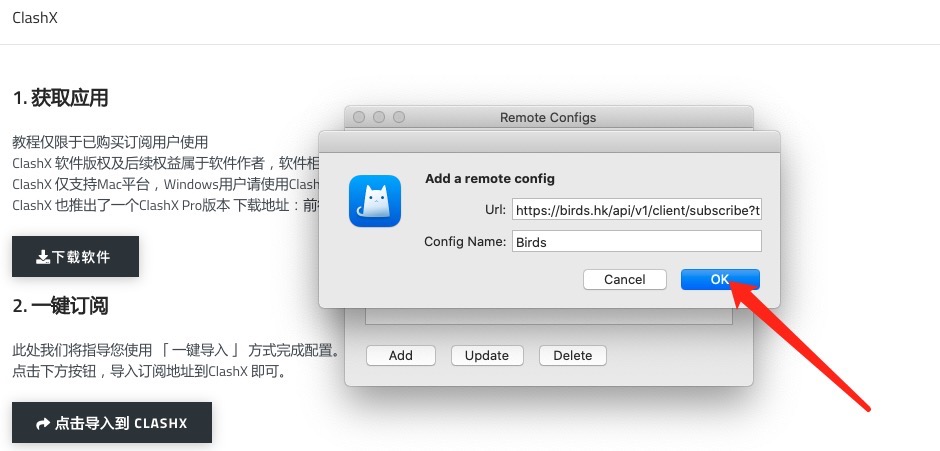 ClashX
1. 获取应用
教程仅限于已购买订阅用户使用
ClashX 软件版权及后续权益属于软件作者，软件相
ClashX 仅支持Mac平台，Windows用户请使用Clash
ClashX 也推出了一个ClashX Pro版本 下载地址：前往
下载软件
2. 一键订阅
此处我们将指导您使用 「 一键导入 」 方式完成配置。
点击下方按钮，导入订阅地址到ClashX 即可。
点击导入到 CLASHX
Remote Configs
Add a remote config
Url: https://birds.hk/api/v1/client/subscribe?t
Config Name: Birds
Cancel
OK
Add
Update
Delete